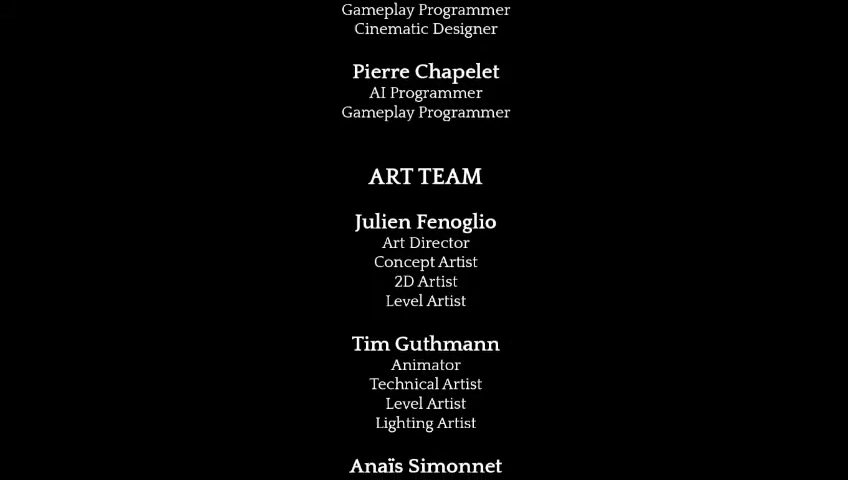 Gameplay Programmer
Cinematic Designer
Pierre Chapelet
AI Programmer
Gameplay Programmer
ART TEAM
Julien Fenoglio
Art Director
Concept Artist
2D Artist
Level Artist
Tim Guthmann
Animator
Technical Artist
Level Artist
Lighting Artist
Anaïs Simonnet